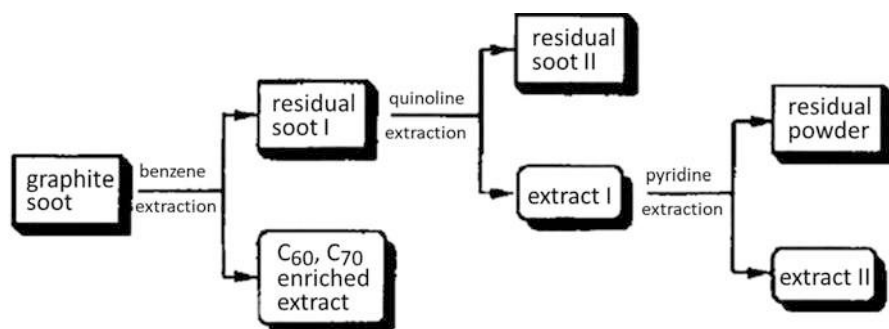 graphite
soot
benzene
extraction
residual
soot I
C60, C70
enriched
extract
quinoline
extraction
residual
soot II
extract I
pyridine
extraction
residual
powder
extract II